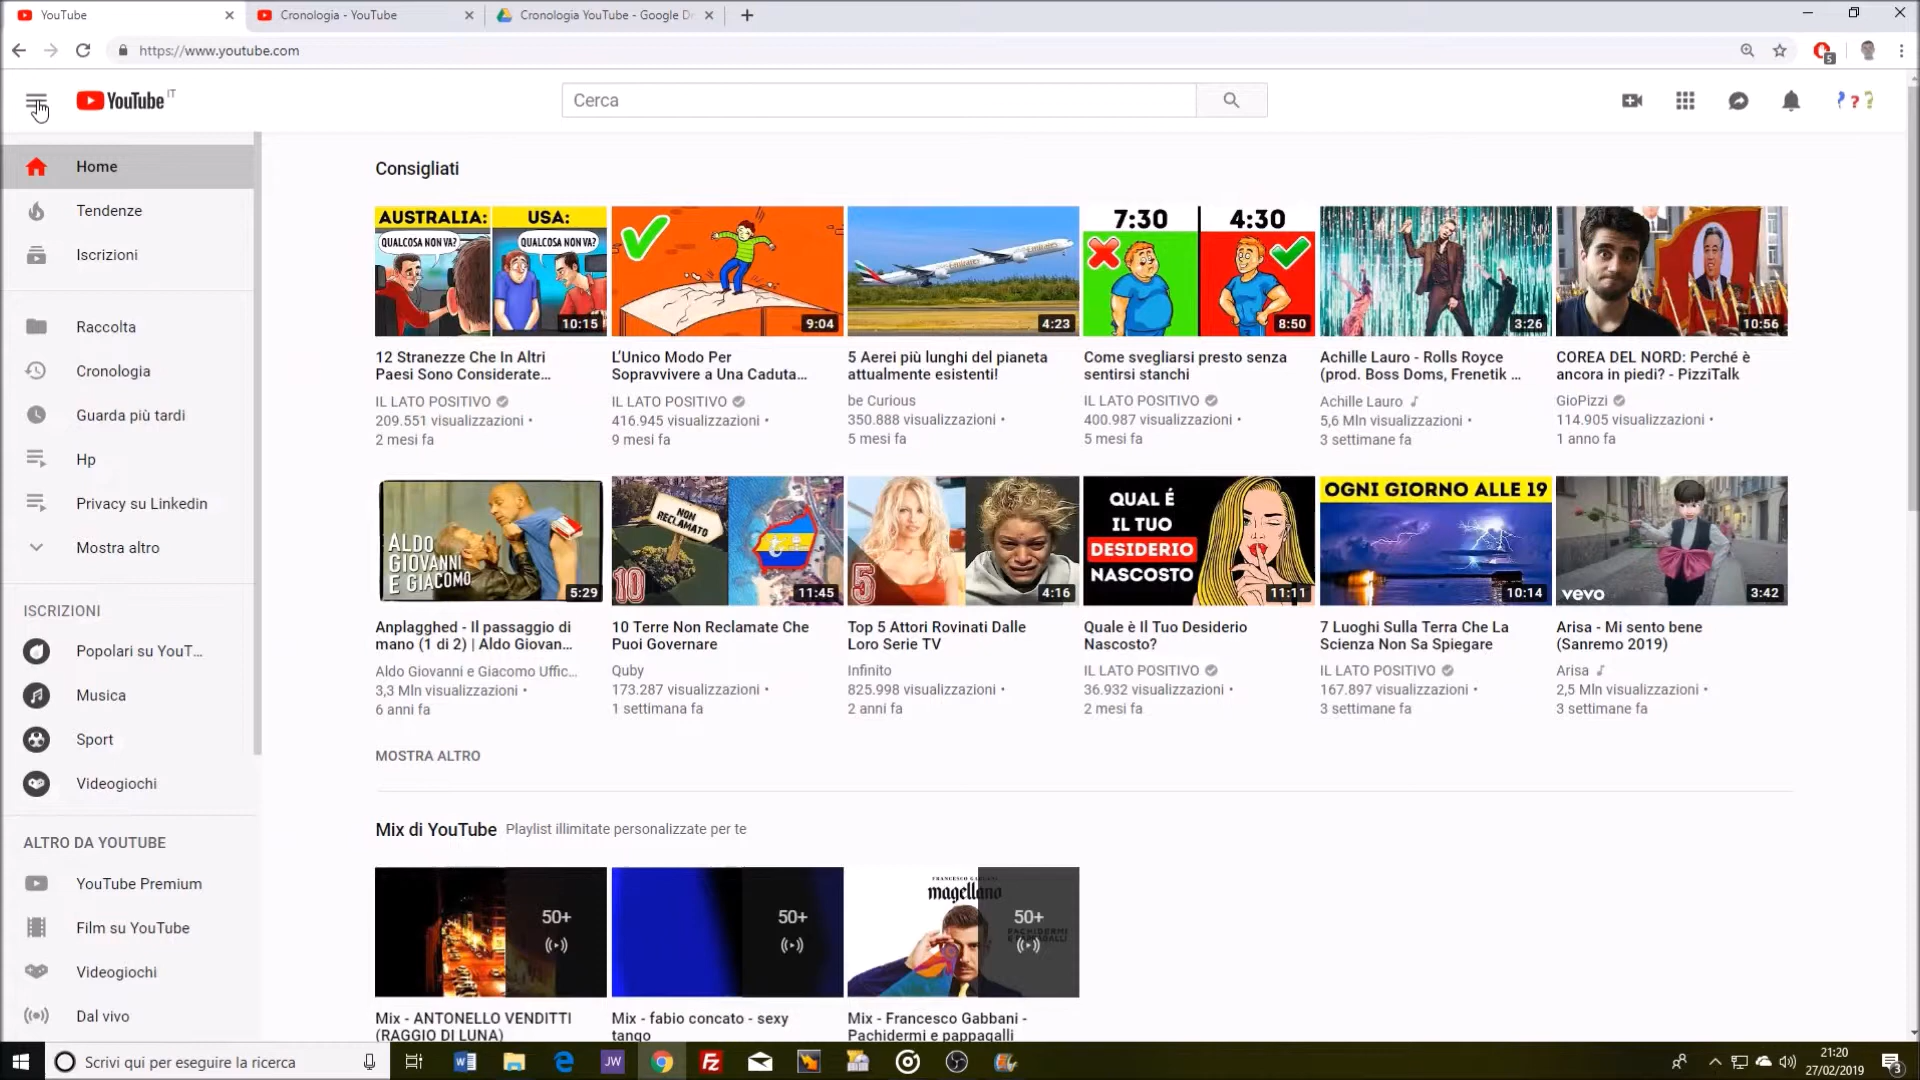 YouTube
Cronologia - YouTube
Cronologia YouTube - Google D
https://www.youtube.com
5
YouTube IT
Cerca
? ? ?
Home
Tendenze
Iscrizioni
Raccolta
Cronologia
Guarda più tardi
Hp
Privacy su Linkedin
Mostra altro
ISCRIZIONI
Popolari su YouT...
Musica
Sport
Videogiochi
ALTRO DA YOUTUBE
YouTube Premium
Film su YouTube
Videogiochi
Dal vivo
Consigliati
AUSTRALIA: USA:
QUALCOSA NON VA? QUALCOSA NON VA?
10:15
12 Stranezze Che In Altri
Paesi Sono Considerate...
IL LATO POSITIVO
209.551 visualizzazioni •
2 mesi fa
9:04
L'Unico Modo Per
Sopravvivere a Una Caduta...
IL LATO POSITIVO
416.945 visualizzazioni •
9 mesi fa
Emirates
4:23
5 Aerei più lunghi del pianeta
attualmente esistenti!
be Curious
350.888 visualizzazioni •
5 mesi fa
7:30 4:30
8:50
Come svegliarsi presto senza
sentirsi stanchi
IL LATO POSITIVO
400.987 visualizzazioni •
5 mesi fa
3:26
Achille Lauro - Rolls Royce
(prod. Boss Doms, Frenetik ...
Achille Lauro
5,6 Mln visualizzazioni •
3 settimane fa
10:56
COREA DEL NORD: Perché è
ancora in piedi? - PizziTalk
GioPizzi
114.905 visualizzazioni •
1 anno fa
ALDO
GIOVANNI
E GIACOMO
5:29
Anplagghed - Il passaggio di
mano (1 di 2) | Aldo Giovan...
Aldo Giovanni e Giacomo Uffic...
3,3 Mln visualizzazioni •
6 anni fa
NON
RECLAMATO
10
11:45
10 Terre Non Reclamate Che
Puoi Governare
Quby
173.287 visualizzazioni •
1 settimana fa
5
4:16
Top 5 Attori Rovinati Dalle
Loro Serie TV
Infinito
825.998 visualizzazioni •
2 anni fa
QUAL É
IL TUO
DESIDERIO
NASCOSTO
11:11
Quale è Il Tuo Desiderio
Nascosto?
IL LATO POSITIVO
36.932 visualizzazioni •
2 mesi fa
OGNI GIORNO ALLE 19
10:14
7 Luoghi Sulla Terra Che La
Scienza Non Sa Spiegare
IL LATO POSITIVO
167.897 visualizzazioni •
3 settimane fa
vevo
3:42
Arisa - Mi sento bene
(Sanremo 2019)
Arisa
2,5 Mln visualizzazioni •
3 settimane fa
MOSTRA ALTRO
Mix di YouTube Playlist illimitate personalizzate per te
50+
Mix - ANTONELLO VENDITTI
(RAGGIO DI LUNA)
50+
Mix - fabio concato - sexy
tango
FRANCESCO GABBANI
magellano
PACHIDERMI
E PAPPAGALLI
50+
Mix - Francesco Gabbani -
Pachidermi e pappagalli
Scrivi qui per eseguire la ricerca
JW
21:20
27/02/2019
3